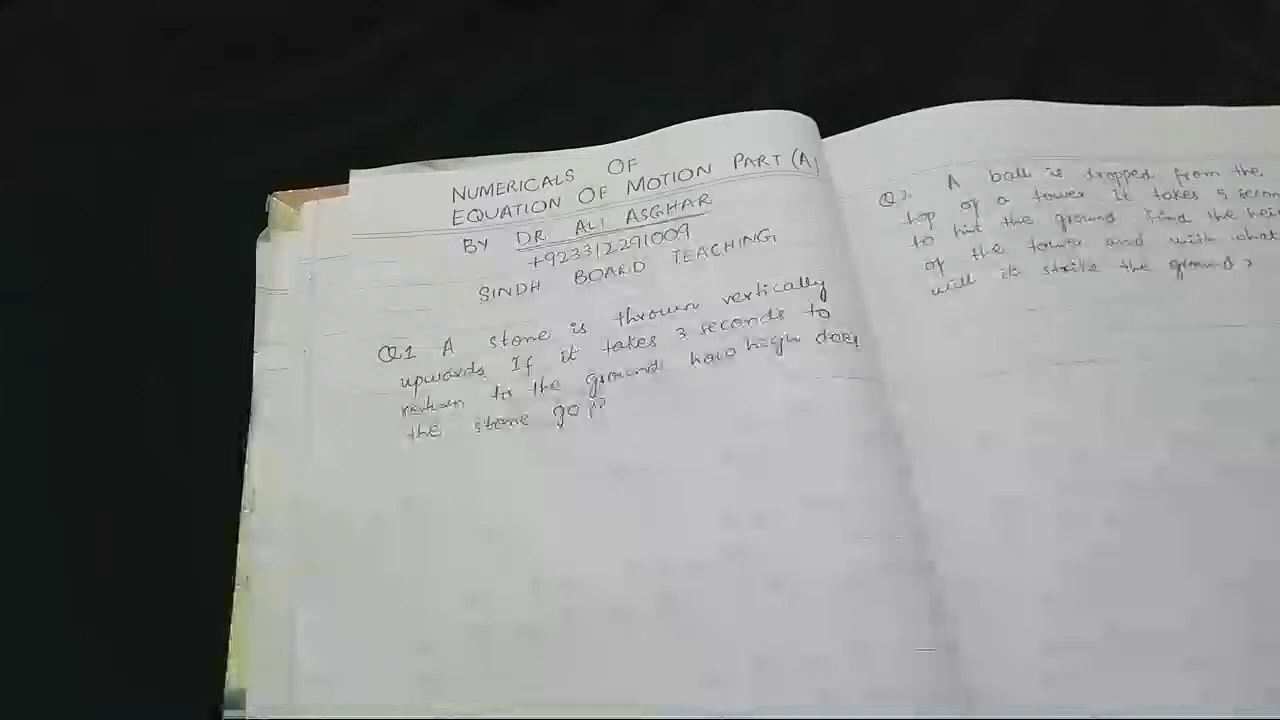 NUMERICALS OF
EQUATION OF MOTION PART (A)
BY DR. ALI ASGHAR
+923312291009
SINDH BOARD TEACHING
Q1 A stone is thrown vertically
upwards. If it takes 3 seconds to
return to the ground how high does
the stone go??
Q2. A ball is dropped from the
top of a tower It takes 5 secon
to hit the ground find the hei
of the tower and with what
will it strike the ground?